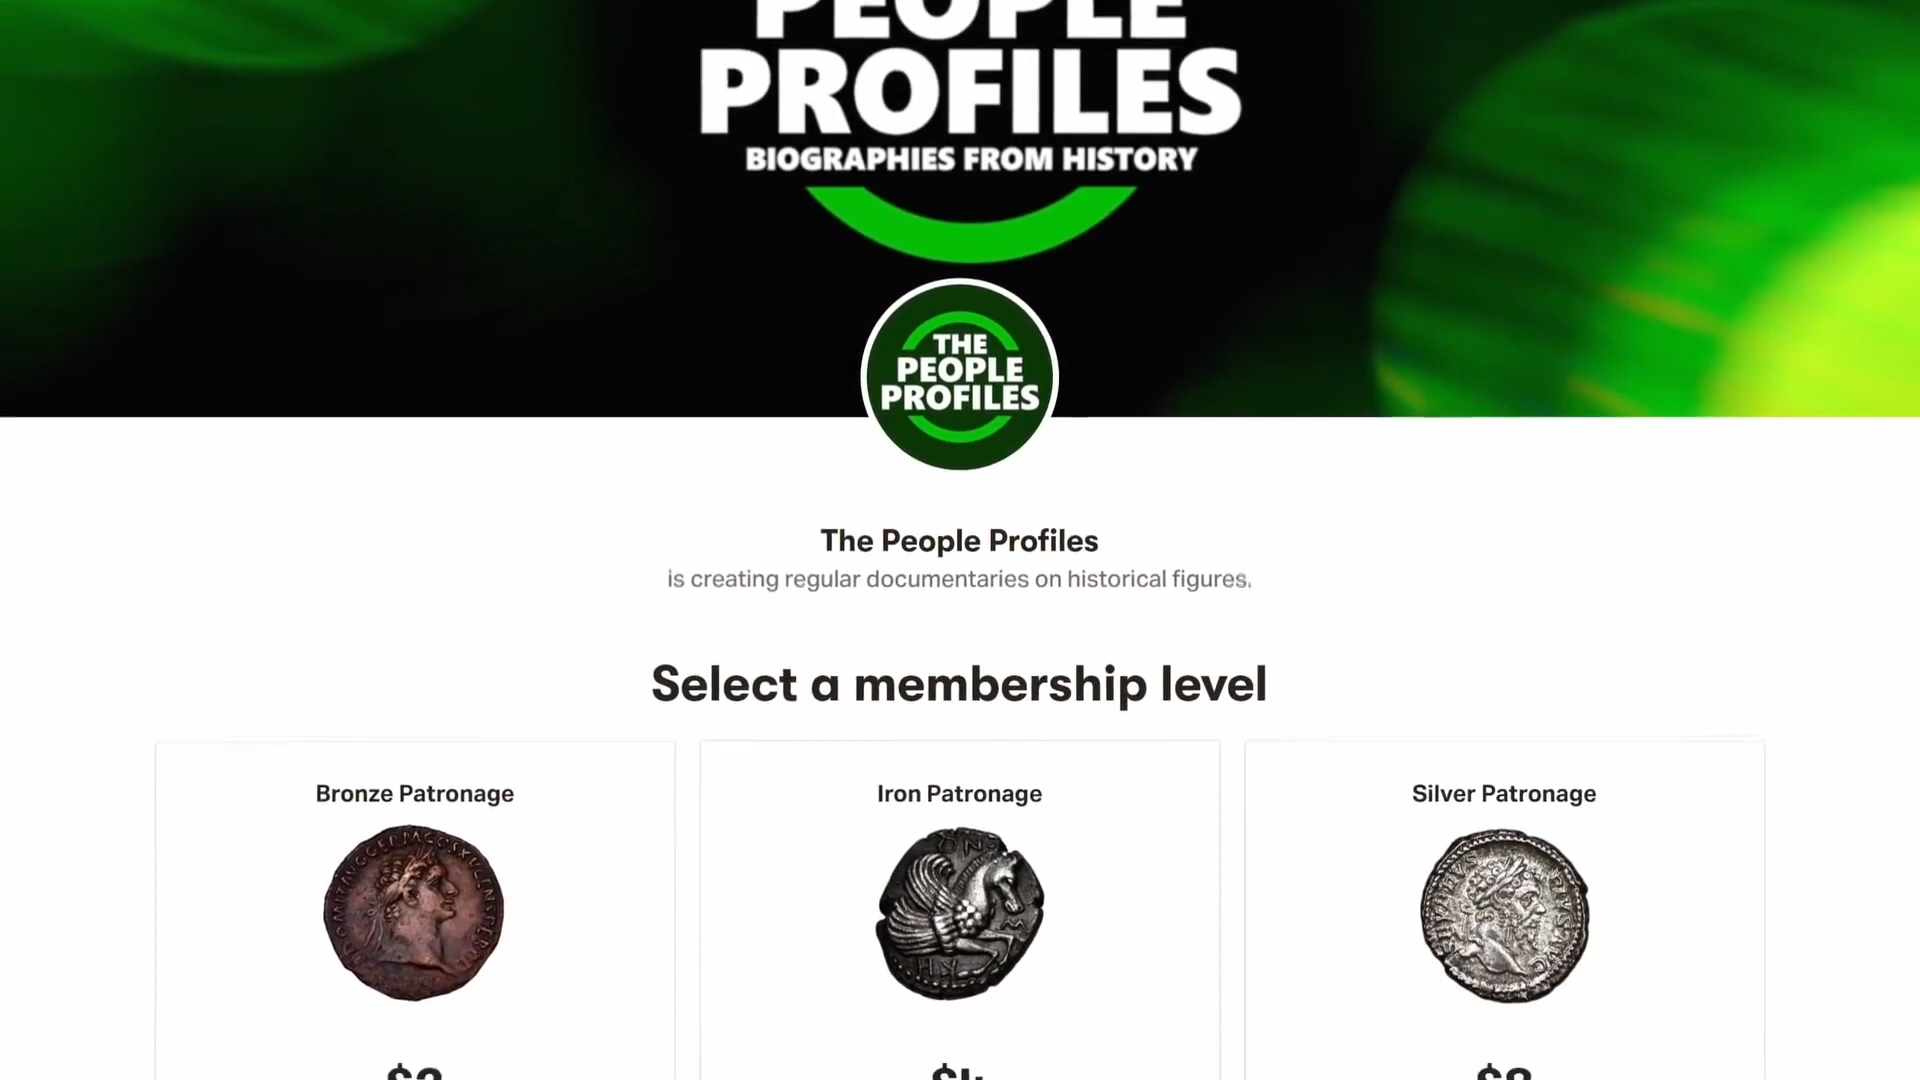 PEOPLE
PROFILES
BIOGRAPHIES FROM HISTORY
THE
PEOPLE
PROFILES
The People Profiles
is creating regular documentaries on historical figures.
Select a membership level
Bronze Patronage
Iron Patronage
Silver Patronage